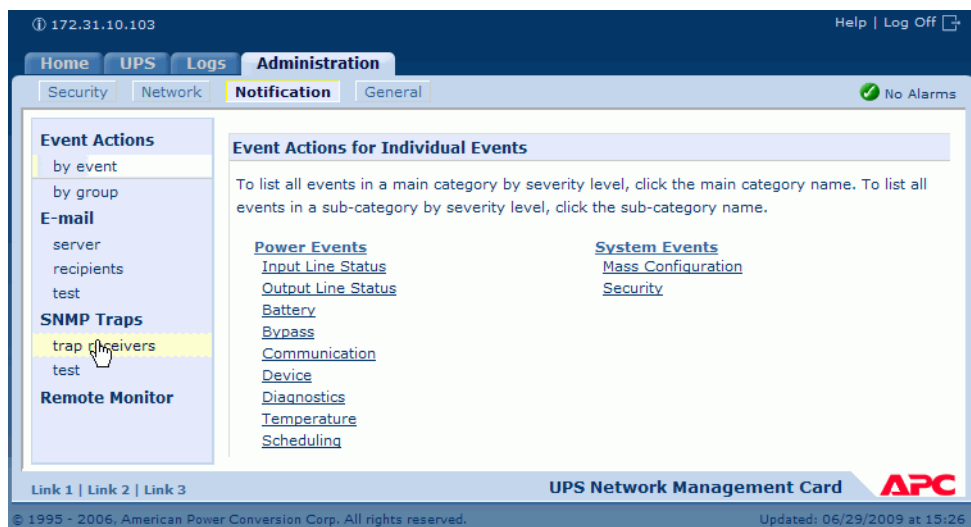 172.31.10.103
Help | Log Off
Home UPS Logs Administration
Security Network Notification General
No Alarms
Event Actions
by event
by group
E-mail
server
recipients
test
SNMP Traps
trap receivers
test
Remote Monitor
Event Actions for Individual Events
To list all events in a main category by severity level, click the main category name. To list all
events in a sub-category by severity level, click the sub-category name.
Power Events
Input Line Status
Output Line Status
Battery
Bypass
Communication
Device
Diagnostics
Temperature
Scheduling
System Events
Mass Configuration
Security
Link 1 | Link 2 | Link 3
UPS Network Management Card
APC
© 1995 - 2006, American Power Conversion Corp. All rights reserved.
Updated: 06/29/2009 at 15:26